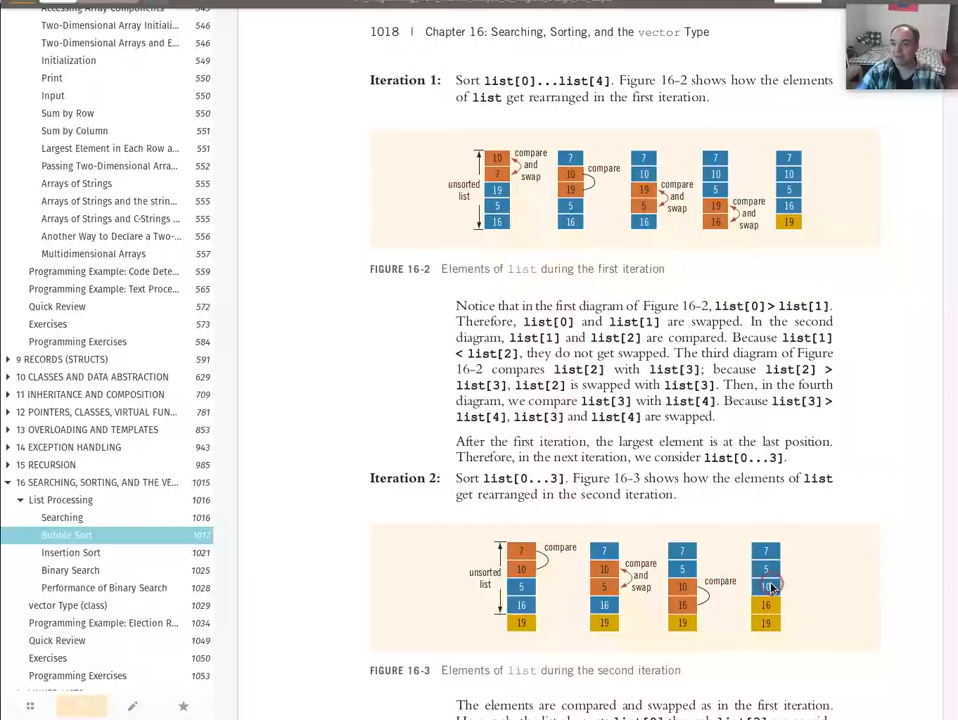 Accessing Array Components 545
Two-Dimensional Array Initiali... 546
Two-Dimensional Arrays and E... 546
Initialization 549
Print 550
Input 550
Sum by Row 550
Sum by Column 551
Largest Element in Each Row a... 551
Passing Two-Dimensional Arra... 552
Arrays of Strings 555
Arrays of Strings and the strin... 555
Arrays of Strings and C-Strings ... 555
Another Way to Declare a Two-... 556
Multidimensional Arrays 557
Programming Example: Code Dete... 559
Programming Example: Text Proce... 565
Quick Review 572
Exercises 573
Programming Exercises 584
9 RECORDS (STRUCTS) 591
10 CLASSES AND DATA ABSTRACTION 629
11 INHERITANCE AND COMPOSITION 709
12 POINTERS, CLASSES, VIRTUAL FUN... 781
13 OVERLOADING AND TEMPLATES 853
14 EXCEPTION HANDLING 943
15 RECURSION 985
16 SEARCHING, SORTING, AND THE VE... 1015
List Processing 1016
Searching 1016
Bubble Sort 1017
Insertion Sort 1021
Binary Search 1025
Performance of Binary Search 1028
vector Type (class) 1029
Programming Example: Election R... 1034
Quick Review 1049
Exercises 1050
Programming Exercises 1053
1018 | Chapter 16: Searching, Sorting, and the vector Type
Iteration 1: Sort list[0]...list[4]. Figure 16-2 shows how the elements
of list get rearranged in the first iteration.
unsorted
list
10
7
19
5
16
compare
and
swap
7
10
19
5
16
compare
7
10
19
5
16
compare
and
swap
7
10
5
19
16
compare
and
swap
7
10
5
16
19
FIGURE 16-2 Elements of list during the first iteration
Notice that in the first diagram of Figure 16-2, list[0] > list[1].
Therefore, list[0] and list[1] are swapped. In the second
diagram, list[1] and list[2] are compared. Because list[1]
< list[2], they do not get swapped. The third diagram of Figure
16-2 compares list[2] with list[3]; because list[2] >
list[3], list[2] is swapped with list[3]. Then, in the fourth
diagram, we compare list[3] with list[4]. Because list[3] >
list[4], list[3] and list[4] are swapped.
After the first iteration, the largest element is at the last position.
Therefore, in the next iteration, we consider list[0...3].
Iteration 2: Sort list[0...3]. Figure 16-3 shows how the elements of list
get rearranged in the second iteration.
unsorted
list
7
10
5
16
19
compare
7
10
5
16
19
compare
and
swap
7
5
10
16
19
compare
7
5
10
16
19
FIGURE 16-3 Elements of list during the second iteration
The elements are compared and swapped as in the first iteration.